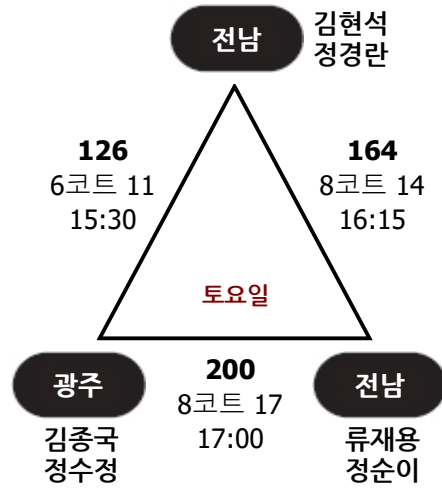 전남
김현석
정경란
126
6코트 11
15:30
164
8코트 14
16:15
토요일
광주
김종국
정수정
200
8코트 17
17:00
전남
류재용
정순이